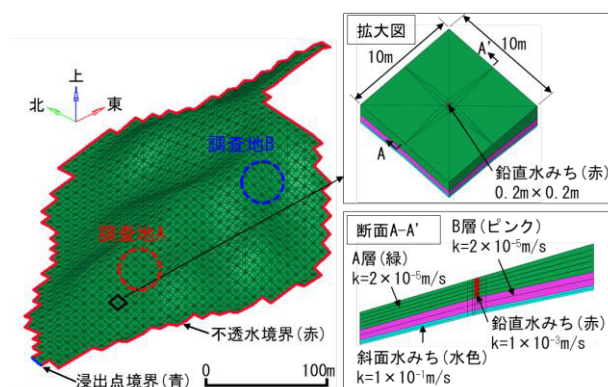 上
北
東
調査地B
調査地A
不透水境界(赤)
浸出点境界(青)
0
100m
拡大図
10m
10m
A'
A
鉛直水みち(赤)
0.2m×0.2m
断面A-A'
B層(ピンク)
k=2×10⁻⁵m/s
A層(緑)
k=2×10⁻⁵m/s
鉛直水みち(赤)
k=1×10⁻³m/s
斜面水みち(水色)
k=1×10⁻¹m/s